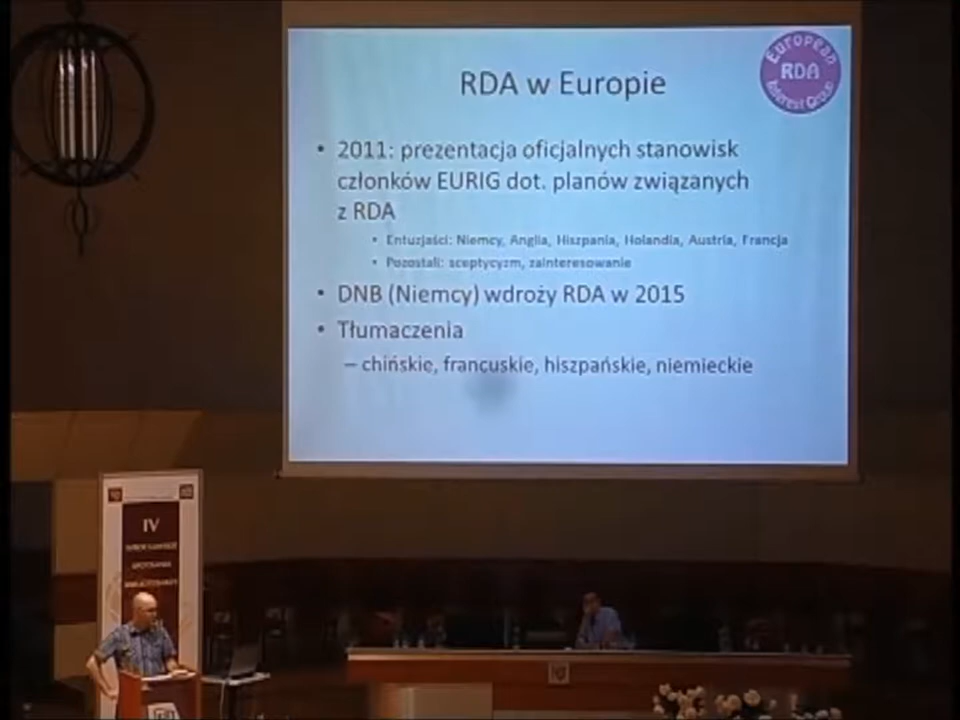 RDA w Europie
European
RDA
Interest Group
• 2011: prezentacja oficjalnych stanowisk
członków EURIG dot. planów związanych
z RDA
• Entuzjaści: Niemcy, Anglia, Hiszpania, Holandia, Austria, Francja
• Pozostali: sceptycyzm, zainteresowanie
• DNB (Niemcy) wdroży RDA w 2015
• Tłumaczenia
– chińskie, francuskie, hiszpańskie, niemieckie
IV
SPOTKANIA